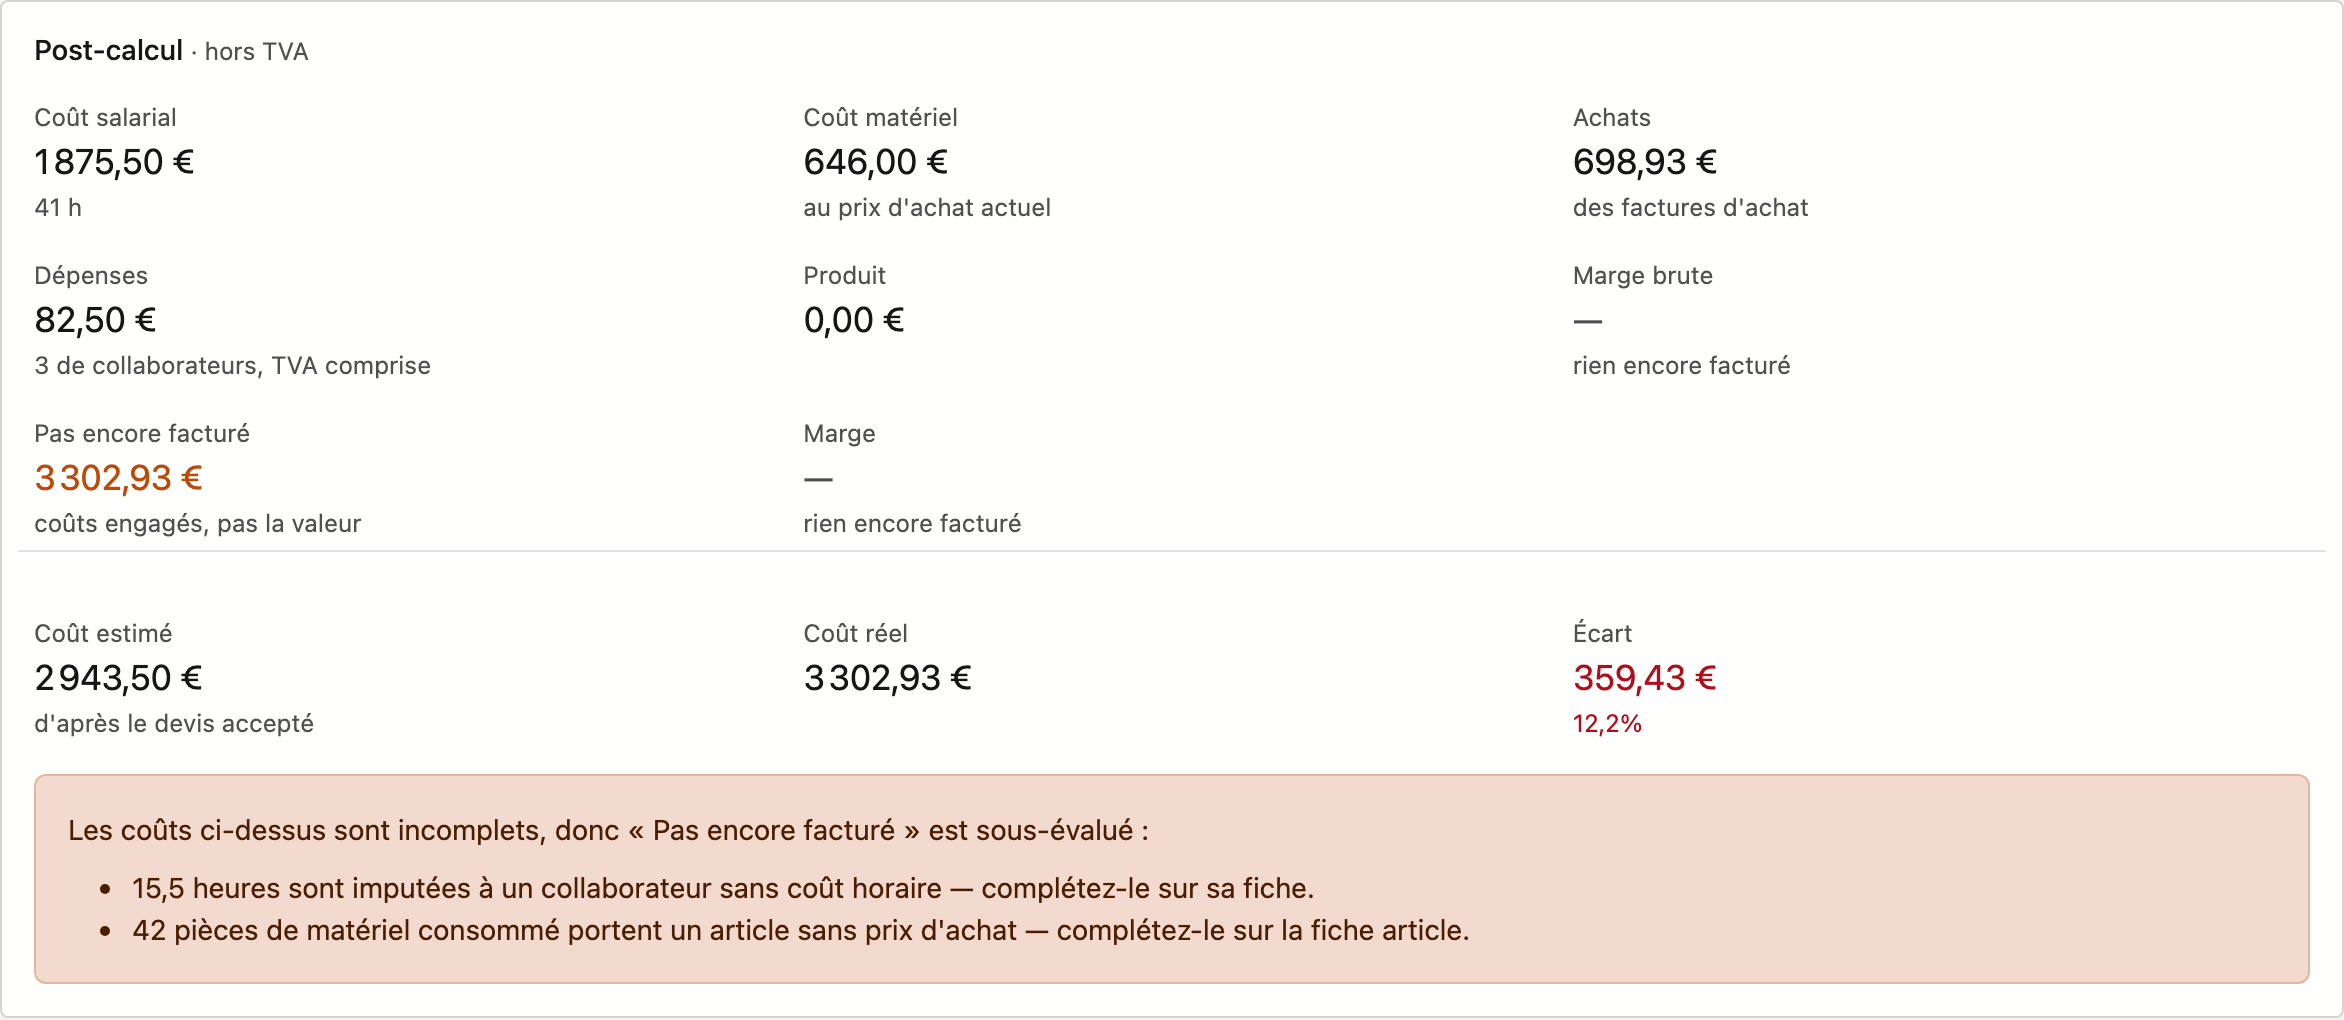 Post-calcul · hors TVA
Coût salarial
1 875,50 €
41 h
Coût matériel
646,00 €
au prix d'achat actuel
Achats
698,93 €
des factures d'achat
Dépenses
82,50 €
3 de collaborateurs, TVA comprise
Produit
0,00 €
Marge brute
—
rien encore facturé
Pas encore facturé
3 302,93 €
coûts engagés, pas la valeur
Marge
—
rien encore facturé
Coût estimé
2 943,50 €
d'après le devis accepté
Coût réel
3 302,93 €
Écart
359,43 €
12,2%
Les coûts ci-dessus sont incomplets, donc « Pas encore facturé » est sous-évalué :
• 15,5 heures sont imputées à un collaborateur sans coût horaire — complétez-le sur sa fiche.
• 42 pièces de matériel consommé portent un article sans prix d'achat — complétez-le sur la fiche article.